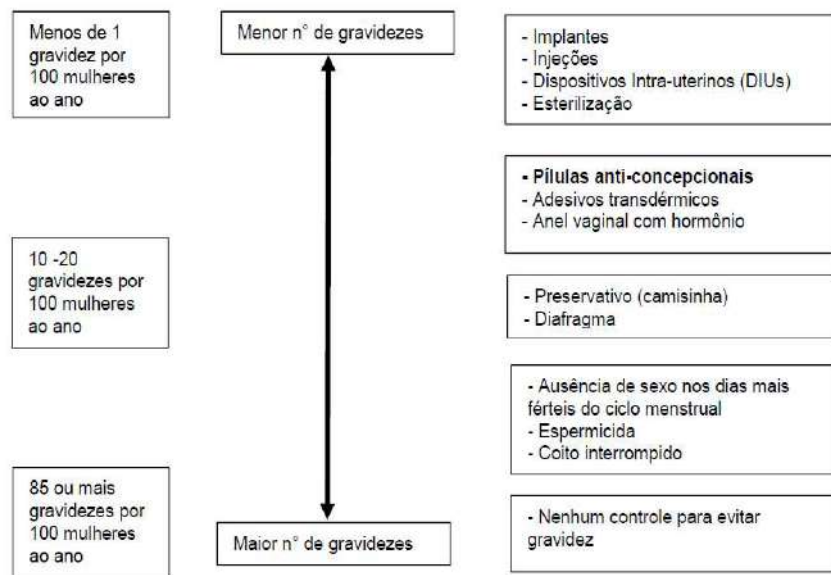 Menos de 1
gravidez por
100 mulheres
ao ano
Menor n° de gravidezes
- Implantes
- Injeções
- Dispositivos Intra-uterinos (DIUs)
- Esterilização
- Pílulas anti-concepcionais
- Adesivos transdérmicos
- Anel vaginal com hormônio
10 -20
gravidezes por
100 mulheres
ao ano
- Preservativo (camisinha)
- Diafragma
- Ausência de sexo nos dias mais
férteis do ciclo menstrual
- Espermicida
- Coito interrompido
85 ou mais
gravidezes por
100 mulheres
ao ano
Maior n° de gravidezes
- Nenhum controle para evitar
gravidez